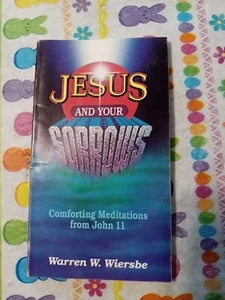 JESUS
AND YOUR
SORROWS
Comforting Meditations
from John 11
Warren W. Wiersbe